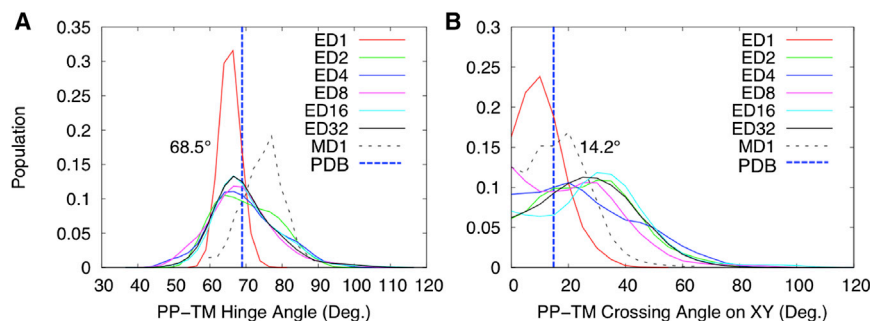 A
0.35
0.3
0.25
0.2
0.15
0.1
0.05
0
30 40 50 60 70 80 90 100 110 120
Population
PP-TM Hinge Angle (Deg.)
68.5°
ED1
ED2
ED4
ED8
ED16
ED32
MD1
PDB
B
0.3
0.25
0.2
0.15
0.1
0.05
0
0 20 40 60 80 100 120
PP-TM Crossing Angle on XY (Deg.)
14.2°
ED1
ED2
ED4
ED8
ED16
ED32
MD1
PDB